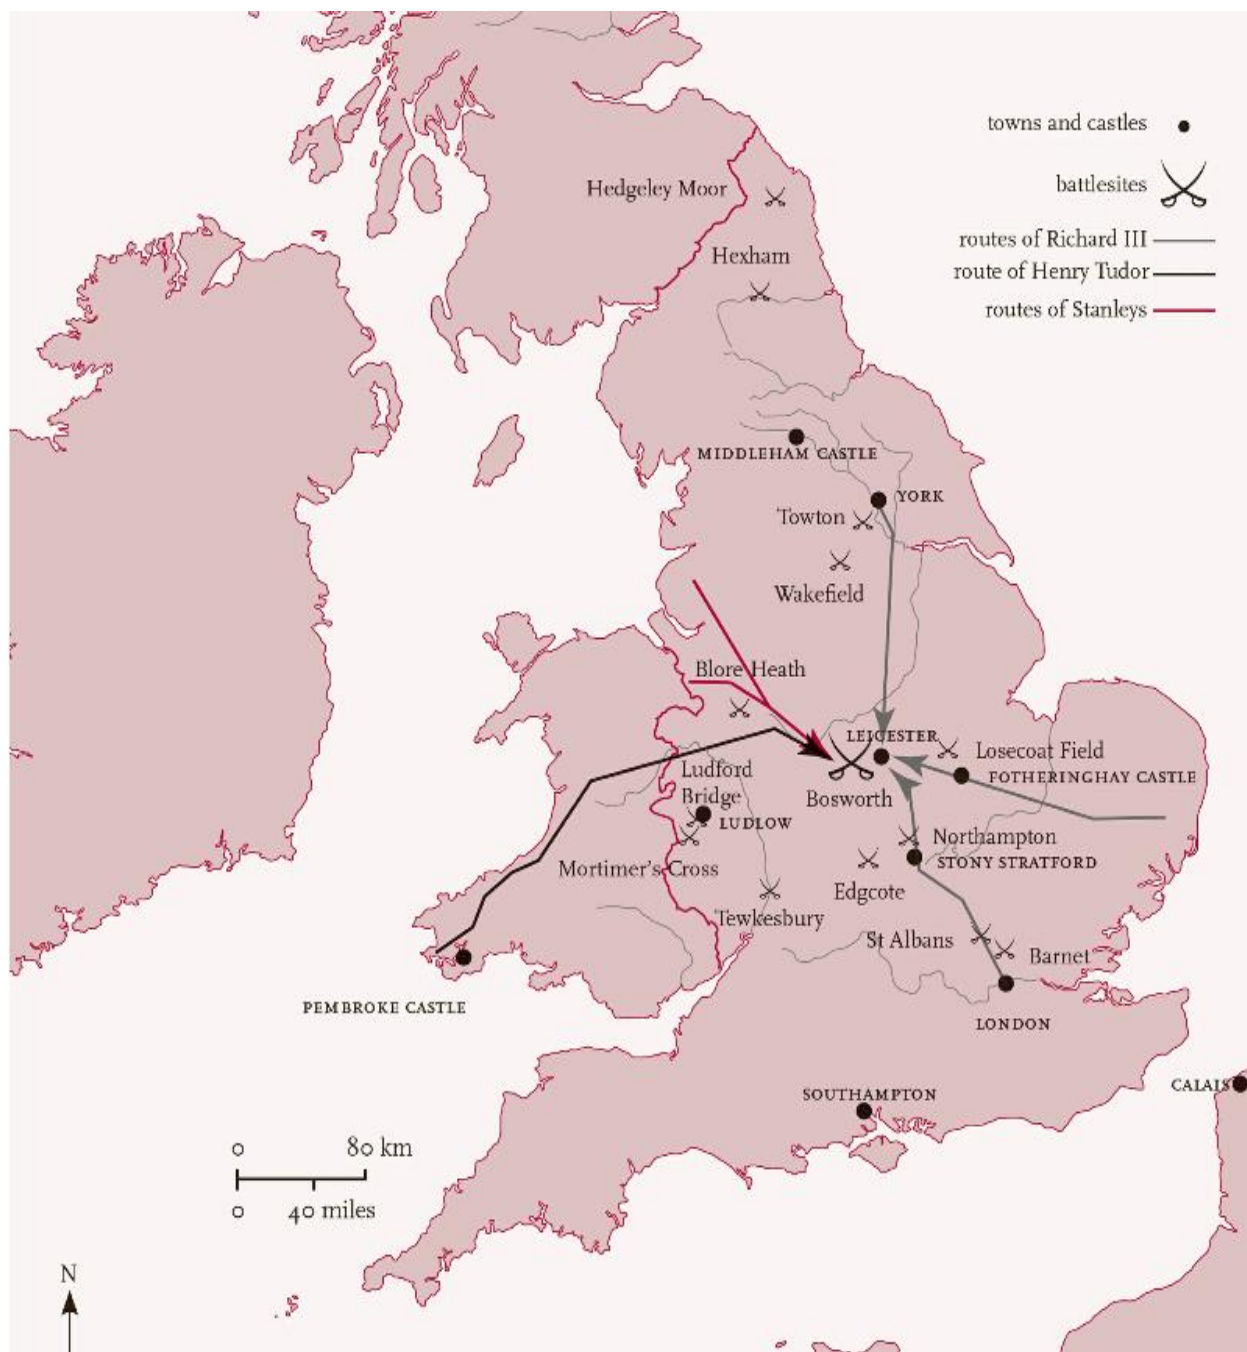 towns and castles
battlesites
routes of Richard III
route of Henry Tudor
routes of Stanleys
Hedgeley Moor
Hexham
MIDDLEHAM CASTLE
YORK
Towton
Wakefield
Blore Heath
LEICESTER
Losecoat Field
FOTHERINGHAY CASTLE
Ludford
Bridge
Bosworth
LUDLOW
Northampton
STONY STRATFORD
Mortimer's Cross
Edgcote
Tewkesbury
St Albans
Barnet
PEMBROKE CASTLE
LONDON
SOUTHAMPTON
CALAIS
0 80 km
0 40 miles
N